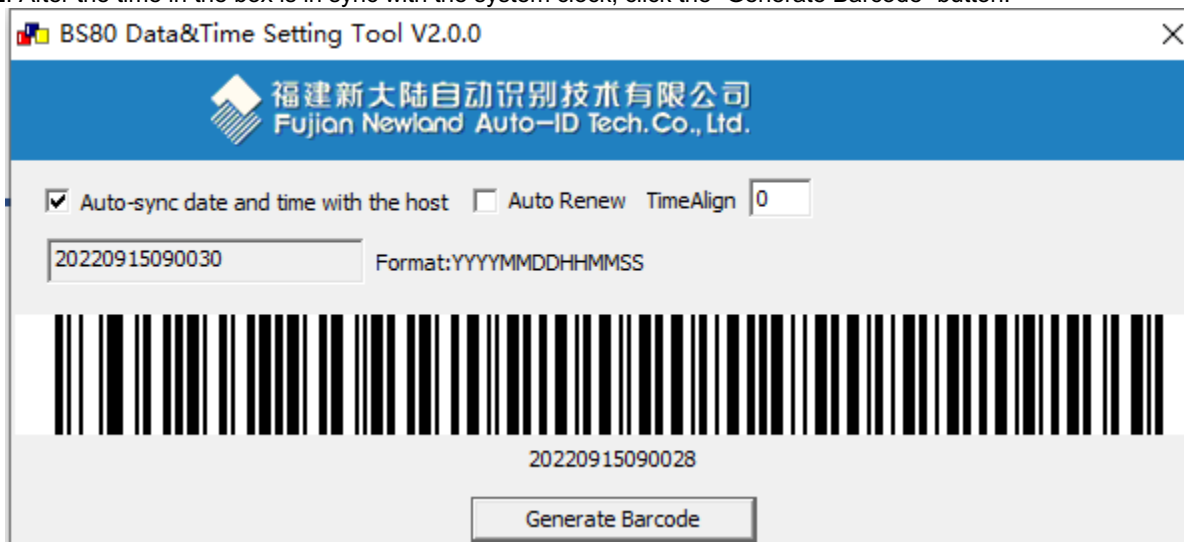 . After the time in the box is in sync with the system clock, click the "Generate Barcode" button.
BS80 Data&Time Setting Tool V2.0.0
福建新大陆自动识别技术有限公司
Fujian Newland Auto-ID Tech.Co.,Ltd.
Auto-sync date and time with the host Auto Renew TimeAlign 0
20220915090030 Format:YYYYMMDDHHMMSS
20220915090028
Generate Barcode